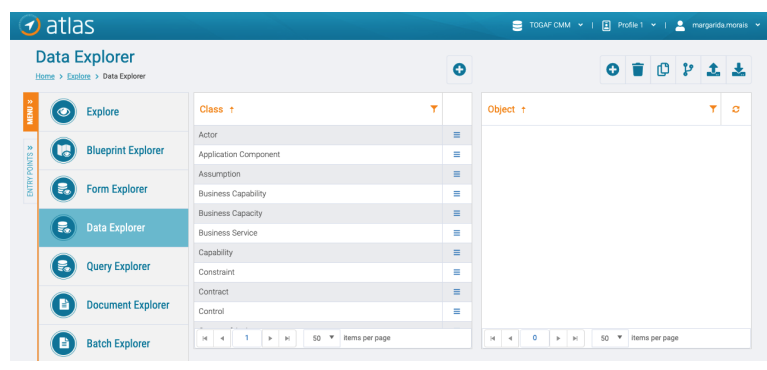 atlas
TOGAF CMM | Profile 1 | margarida.morais
Data Explorer
Home > Explore > Data Explorer
MENU
ENTRY POINTS
Explore
Blueprint Explorer
Form Explorer
Data Explorer
Query Explorer
Document Explorer
Batch Explorer
Class ↑
Actor
Application Component
Assumption
Business Capability
Business Capacity
Business Service
Capability
Constraint
Contract
Control
1 50 items per page
Object ↑
0 50 items per page